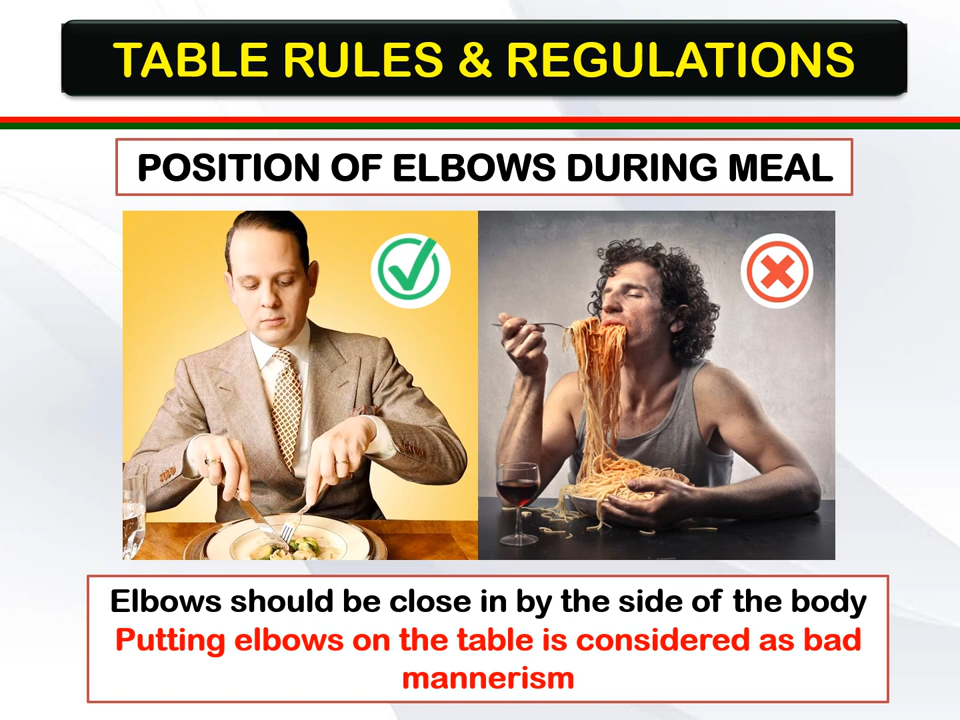 TABLE RULES & REGULATIONS
POSITION OF ELBOWS DURING MEAL
Elbows should be close in by the side of the body
Putting elbows on the table is considered as bad
mannerism